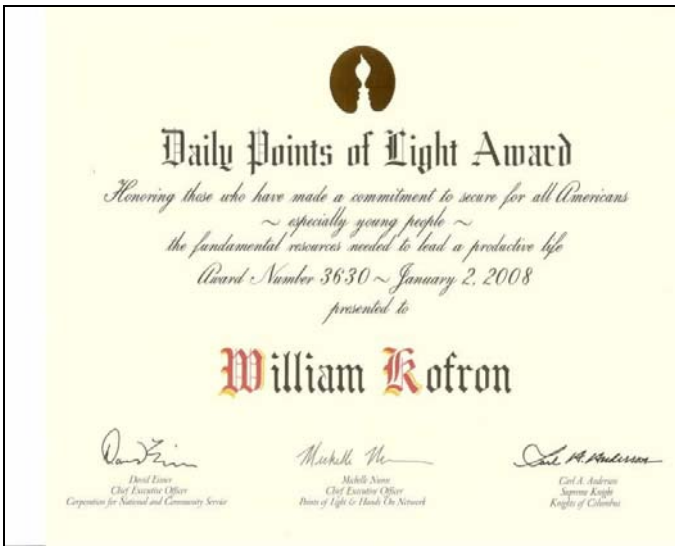 Daily Points of Light Award
Honoring those who have made a commitment to secure for all Americans
~ especially young people ~
the fundamental resources needed to lead a productive life
Award Number 3630 ~ January 2, 2008
presented to
William Kofron
David Eisner
Chief Executive Officer
Corporation for National and Community Service
Michelle Nunn
Chief Executive Officer
Points of Light & Hands On Network
Carl A. Anderson
Supreme Knight
Knights of Columbus